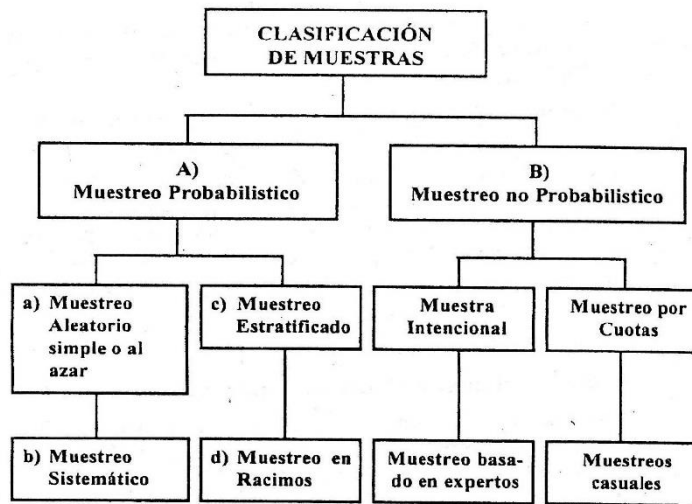 CLASIFICACIÓN
DE MUESTRAS
A)
Muestreo Probabilistico
B)
Muestreo no Probabilistico
a) Muestreo
Aleatorio
simple o al
azar
c) Muestreo
Estratificado
Muestra
Intencional
Muestreo por
Cuotas
b) Muestreo
Sistemático
d) Muestreo en
Racimos
Muestreo basa-
do en expertos
Muestreos
casuales